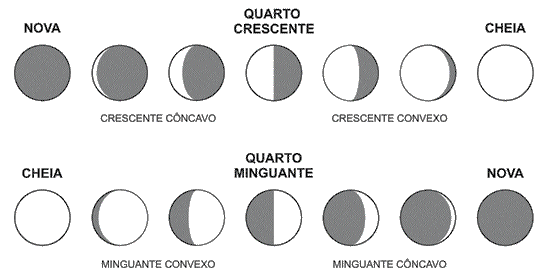 NOVA
QUARTO
CRESCENTE
CHEIA
CRESCENTE CÔNCAVO
CRESCENTE CONVEXO
CHEIA
QUARTO
MINGUANTE
NOVA
MINGUANTE CONVEXO
MINGUANTE CÔNCAVO